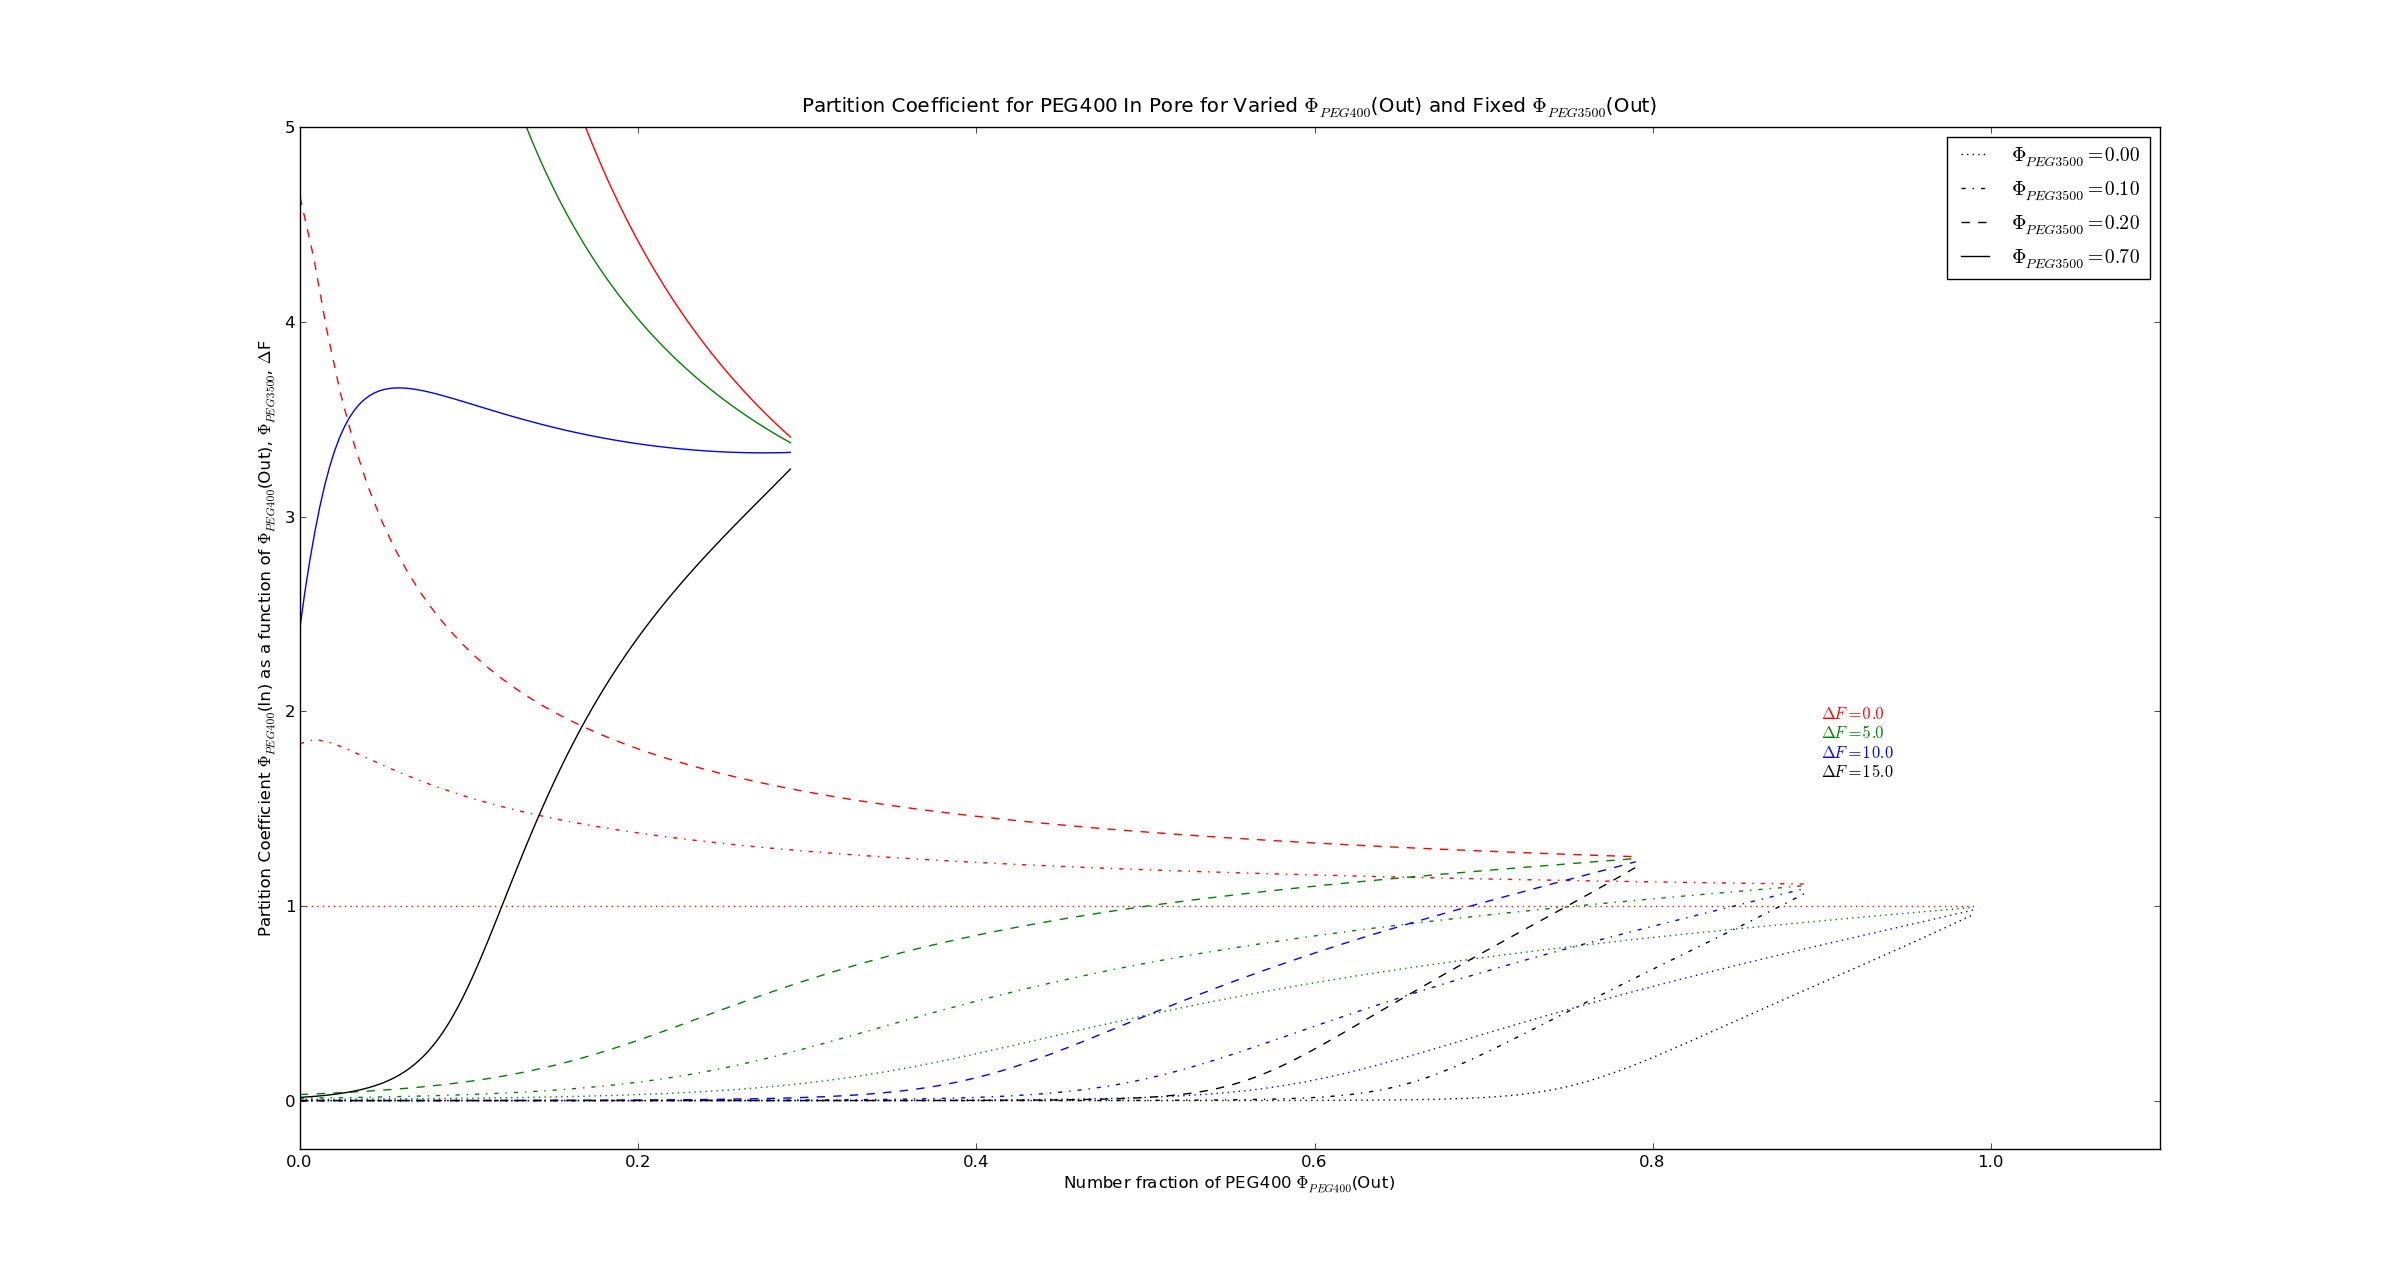 Partition Coefficient for PEG400 In Pore for Varied Φ_PEG400(Out) and Fixed Φ_PEG3500(Out)
Φ_PEG3500 = 0.00
Φ_PEG3500 = 0.10
Φ_PEG3500 = 0.20
Φ_PEG3500 = 0.70
Partition Coefficient Φ_PEG400(In) as a function of Φ_PEG400(Out), Φ_PEG3500, ΔF
5
4
3
2
1
0
ΔF=0.0
ΔF=5.0
ΔF=10.0
ΔF=15.0
0.0 0.2 0.4 0.6 0.8 1.0
Number fraction of PEG400 Φ_PEG400(Out)